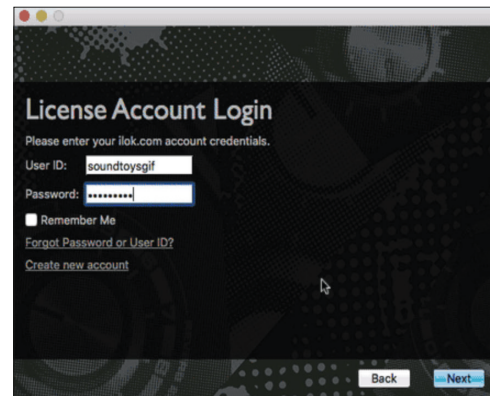 License Account Login
Please enter your ilok.com account credentials.
User ID: soundtoysgif
Password: •••••••••
Remember Me
Forgot Password or User ID?
Create new account
Back Next